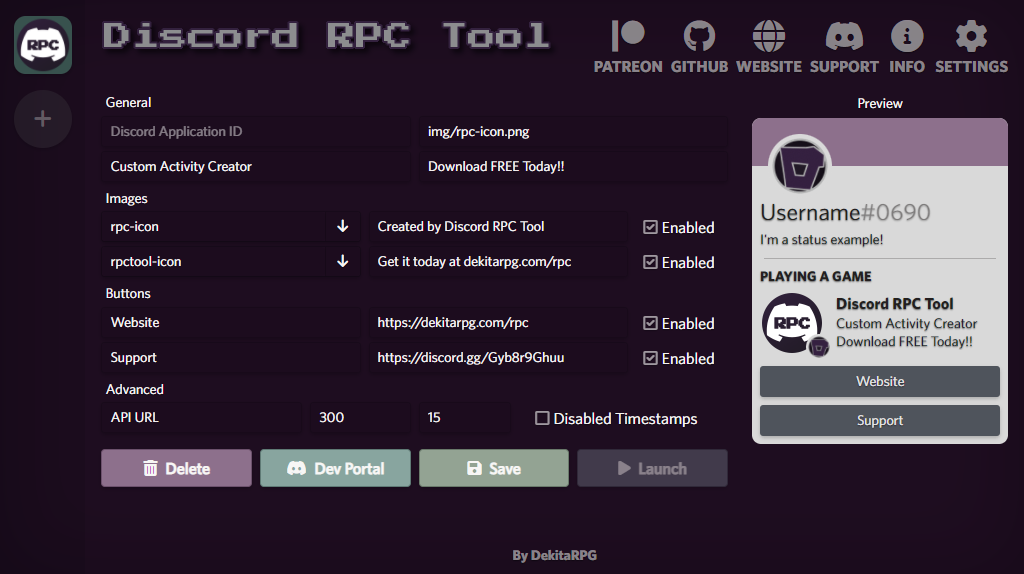 RPC
Discord RPC Tool
PATREON GITHUB WEBSITE SUPPORT INFO SETTINGS
General
Discord Application ID
img/rpc-icon.png
Custom Activity Creator
Download FREE Today!!
Images
rpc-icon
Created by Discord RPC Tool
Enabled
rpctool-icon
Get it today at dekitarpg.com/rpc
Enabled
Buttons
Website
https://dekitarpg.com/rpc
Enabled
Support
https://discord.gg/Gyb8r9Ghuu
Enabled
Advanced
API URL
300
15
Disabled Timestamps
Delete
Dev Portal
Save
Launch
Preview
Username#0690
I'm a status example!
PLAYING A GAME
RPC
Discord RPC Tool
Custom Activity Creator
Download FREE Today!!
Website
Support
By DekitaRPG